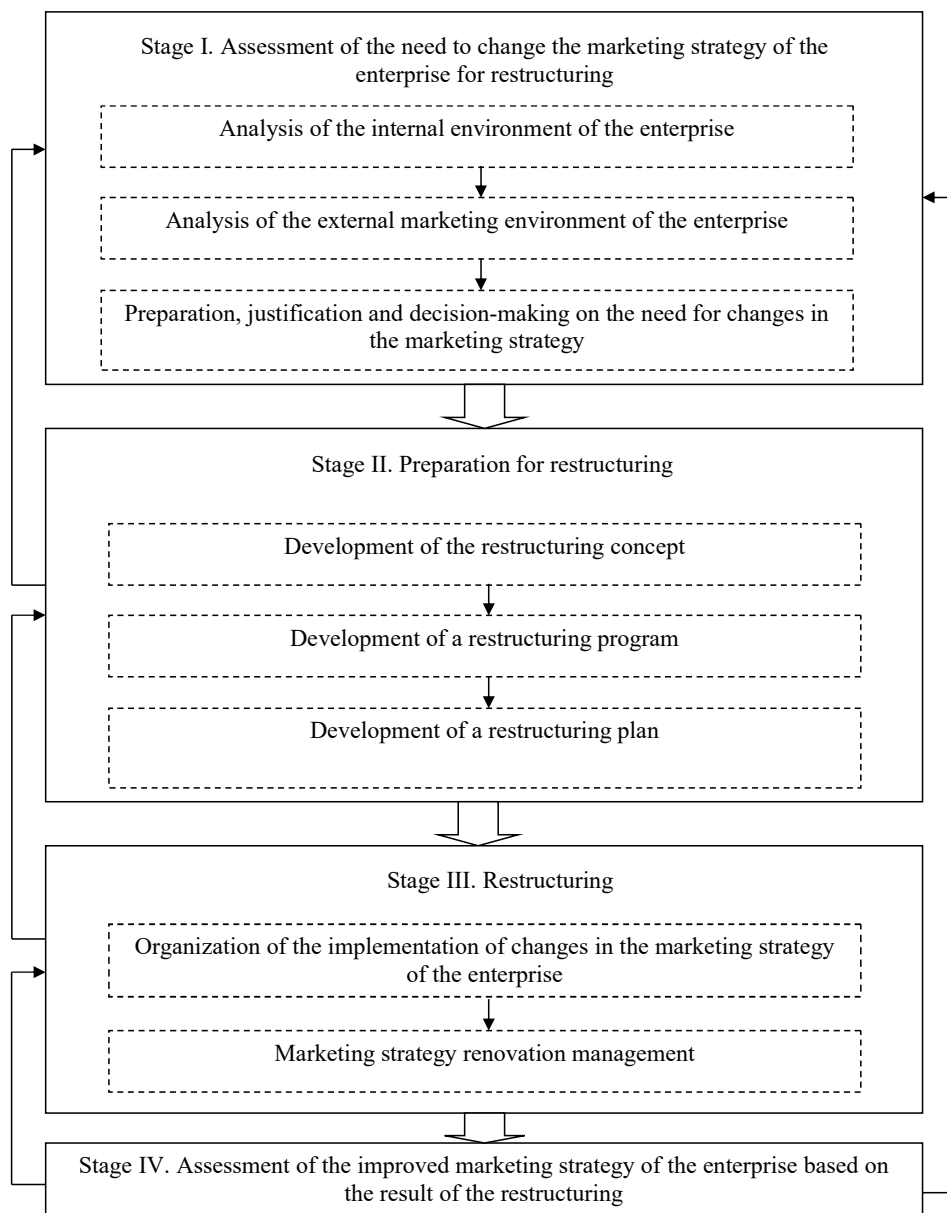 Stage I. Assessment of the need to change the marketing strategy of the
enterprise for restructuring
Analysis of the internal environment of the enterprise
Analysis of the external marketing environment of the enterprise
Preparation, justification and decision-making on the need for changes in
the marketing strategy
Stage II. Preparation for restructuring
Development of the restructuring concept
Development of a restructuring program
Development of a restructuring plan
Stage III. Restructuring
Organization of the implementation of changes in the marketing strategy
of the enterprise
Marketing strategy renovation management
Stage IV. Assessment of the improved marketing strategy of the enterprise based on
the result of the restructuring